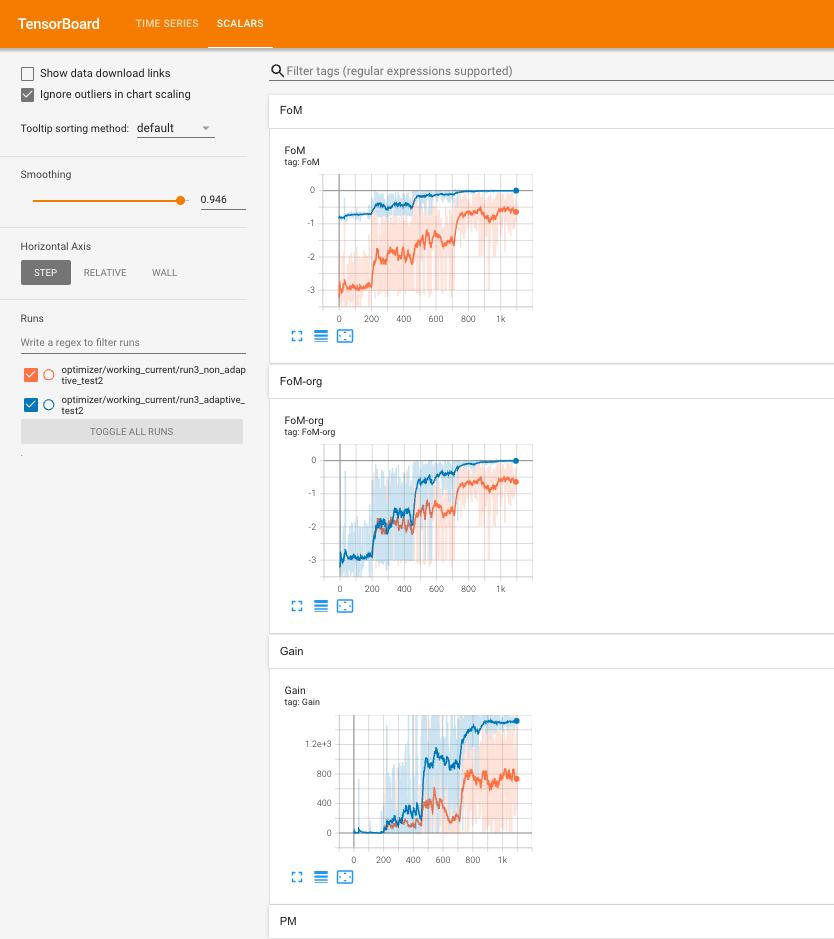 TensorBoard
TIME SERIES
SCALARS
Show data download links
Ignore outliers in chart scaling
Tooltip sorting method:
default
Smoothing
0.946
Horizontal Axis
STEP
RELATIVE
WALL
Runs
Write a regex to filter runs
optimizer/working_current/run3_non_adap
tive_test2
optimizer/working_current/run3_adaptive_
test2
TOGGLE ALL RUNS
.
Filter tags (regular expressions supported)
FoM
FoM
tag: FoM
0
-1
-2
-3
0 200 400 600 800 1k
FoM-org
FoM-org
tag: FoM-org
0
-1
-2
-3
0 200 400 600 800 1k
Gain
Gain
tag: Gain
1.2e+3
800
400
0
0 200 400 600 800 1k
PM